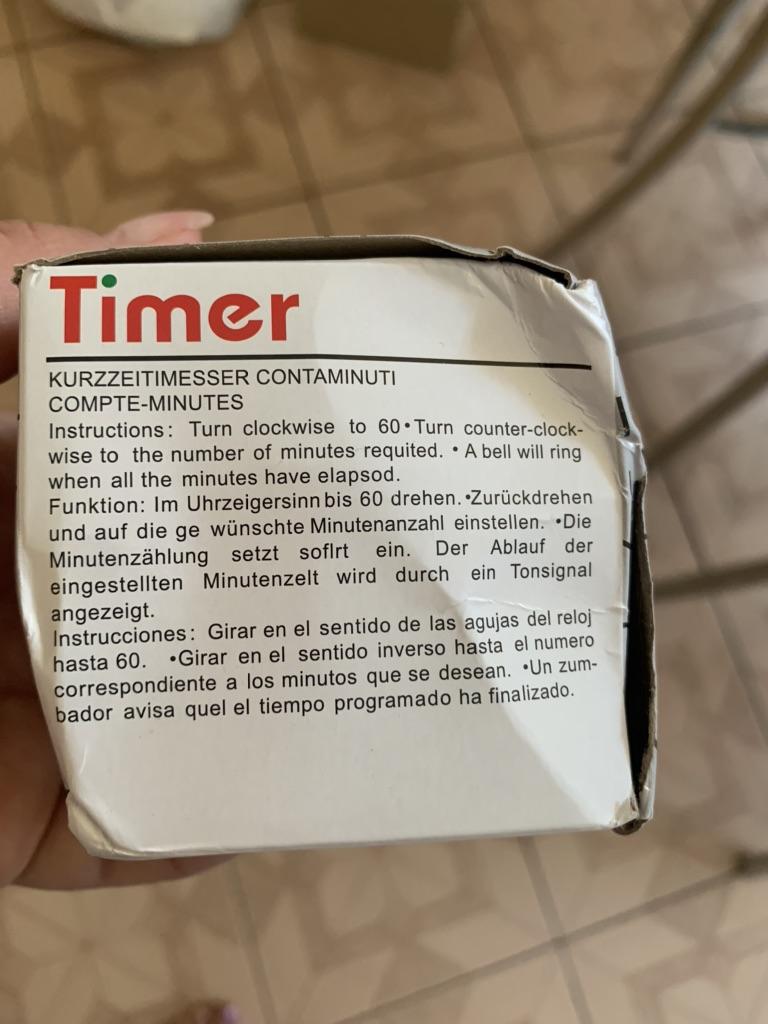 Timer
KURZZEITIMESSER CONTAMINUTI
COMPTE-MINUTES
Instructions: Turn clockwise to 60•Turn counter-clock-
wise to the number of minutes requited. • A bell will ring
when all the minutes have elapsod.
Funktion: Im Uhrzeigersinn bis 60 drehen. •Zurückdrehen
und auf die ge wünschte Minutenanzahl einstellen. •Die
Minutenzählung setzt soflrt ein. Der Ablauf der
eingestellten Minutenzelt wird durch ein Tonsignal
angezeigt.
Instrucciones: Girar en el sentido de las agujas del reloj
hasta 60. •Girar en el sentido inverso hasta el numero
correspondiente a los minutos que se desean. •Un zum-
bador avisa quel el tiempo programado ha finalizado.